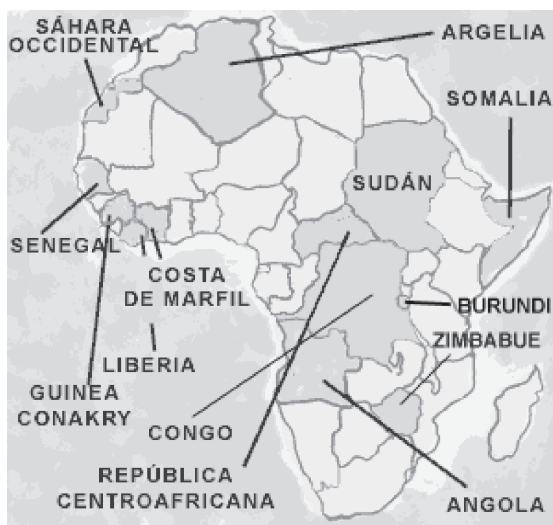 SÁHARA
OCCIDENTAL
ARGELIA
SOMALIA
SUDÁN
SENEGAL
COSTA
DE MARFIL
BURUNDI
ZIMBABUE
LIBERIA
GUINEA
CONAKRY
CONGO
REPÚBLICA
CENTROAFRICANA
ANGOLA